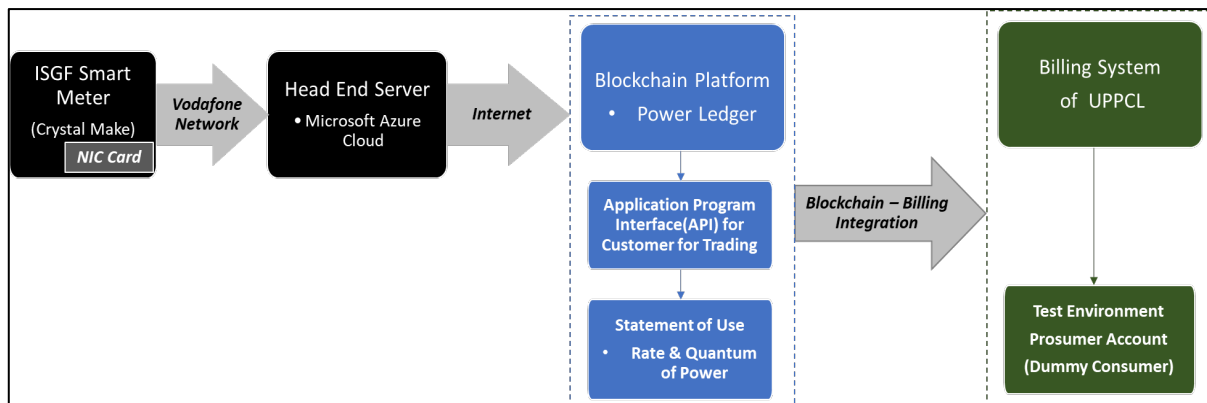 ISGF Smart
Meter
(Crystal Make)
NIC Card
Vodafone
Network
Head End Server
• Microsoft Azure
Cloud
Internet
Blockchain Platform
• Power Ledger
Application Program
Interface(API) for
Customer for Trading
Statement of Use
• Rate & Quantum
of Power
Blockchain – Billing
Integration
Billing System
of UPPCL
Test Environment
Prosumer Account
(Dummy Consumer)